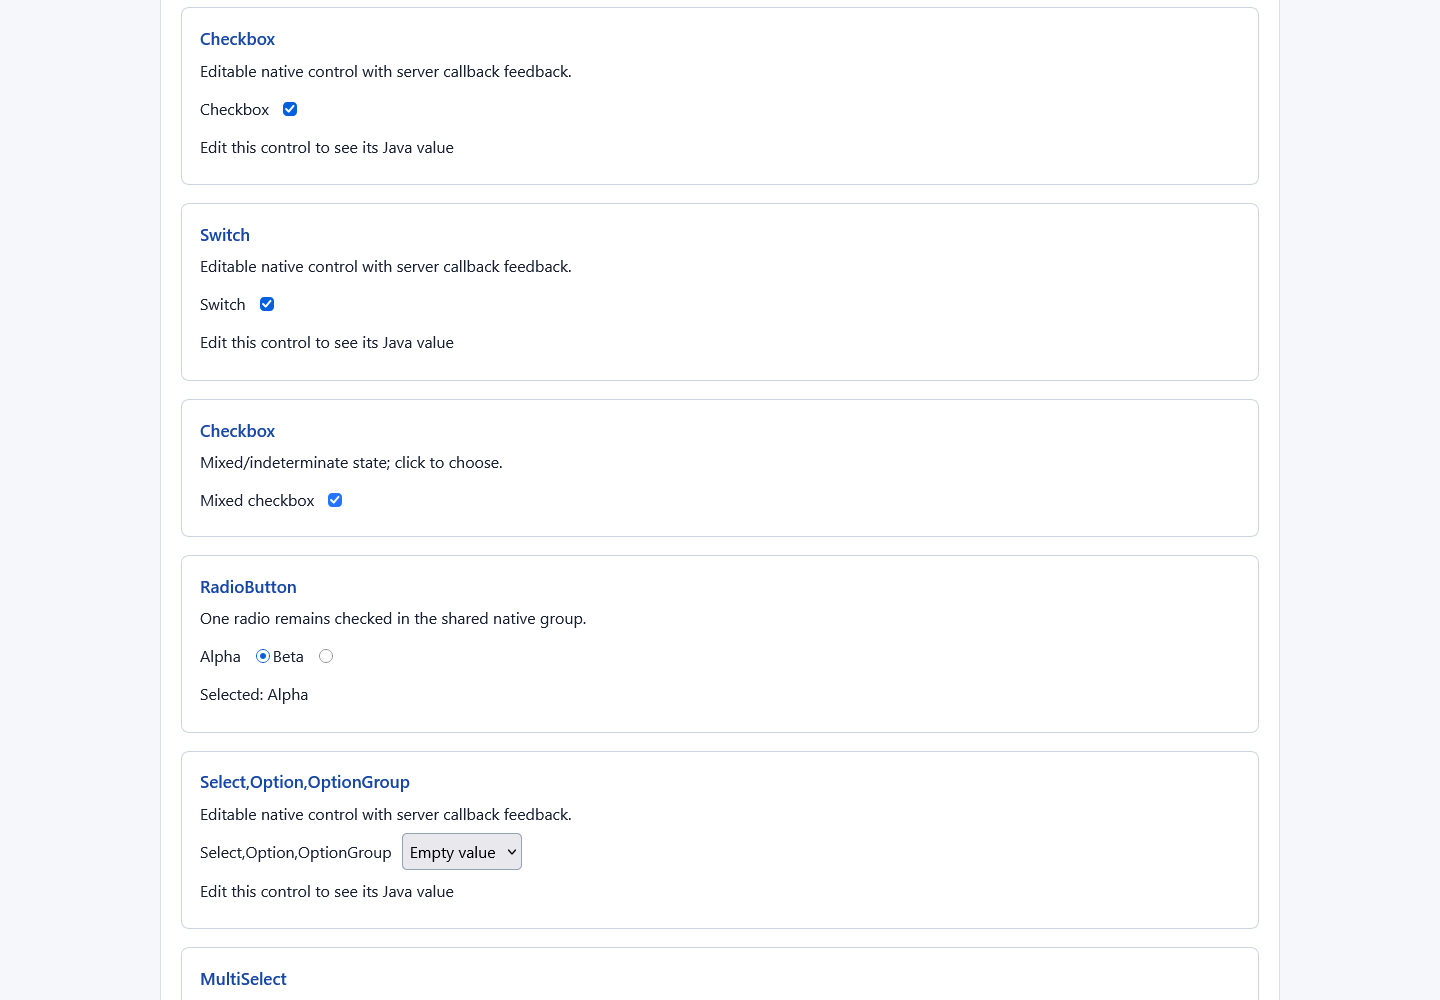 Checkbox
Editable native control with server callback feedback.
Checkbox
Edit this control to see its Java value
Switch
Editable native control with server callback feedback.
Switch
Edit this control to see its Java value
Checkbox
Mixed/indeterminate state; click to choose.
Mixed checkbox
RadioButton
One radio remains checked in the shared native group.
Alpha Beta
Selected: Alpha
Select,Option,OptionGroup
Editable native control with server callback feedback.
Select,Option,OptionGroup Empty value
Edit this control to see its Java value
MultiSelect